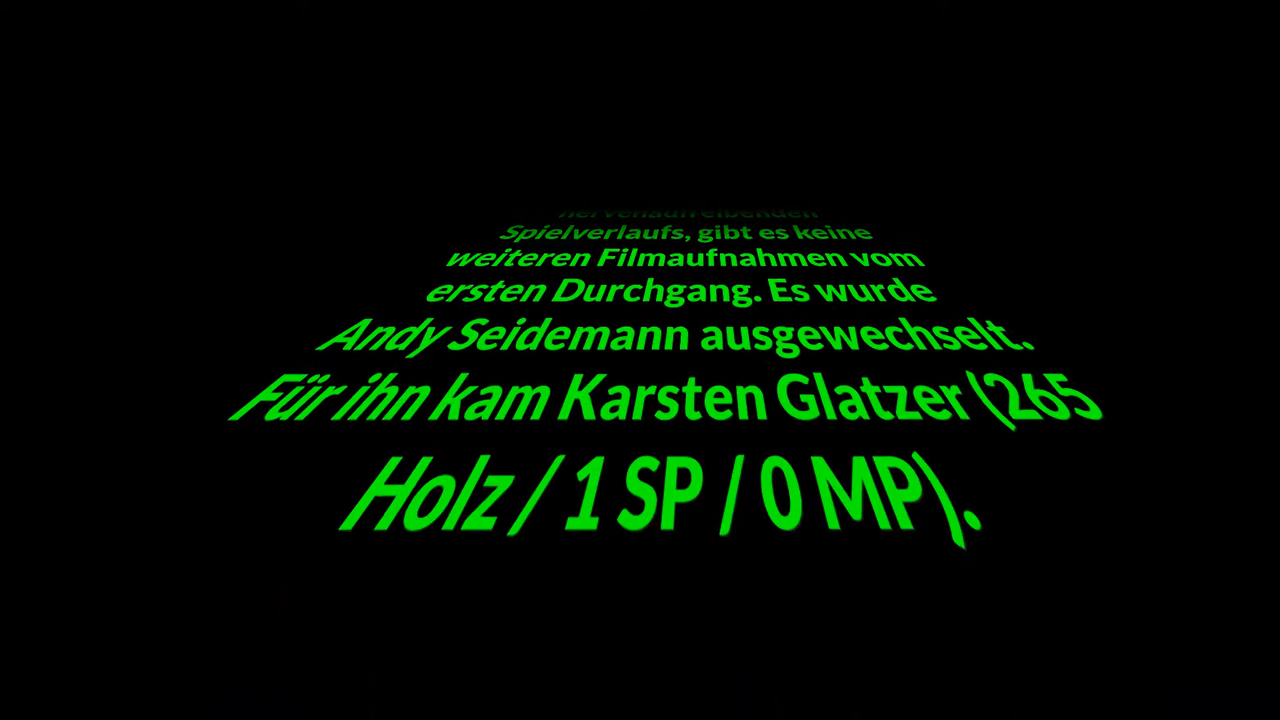 nervenaufreibenden
Spielverlaufs, gibt es keine
weiteren Filmaufnahmen vom
ersten Durchgang. Es wurde
Andy Seidemann ausgewechselt.
Für ihn kam Karsten Glatzer (265
Holz / 1 SP / 0 MP).